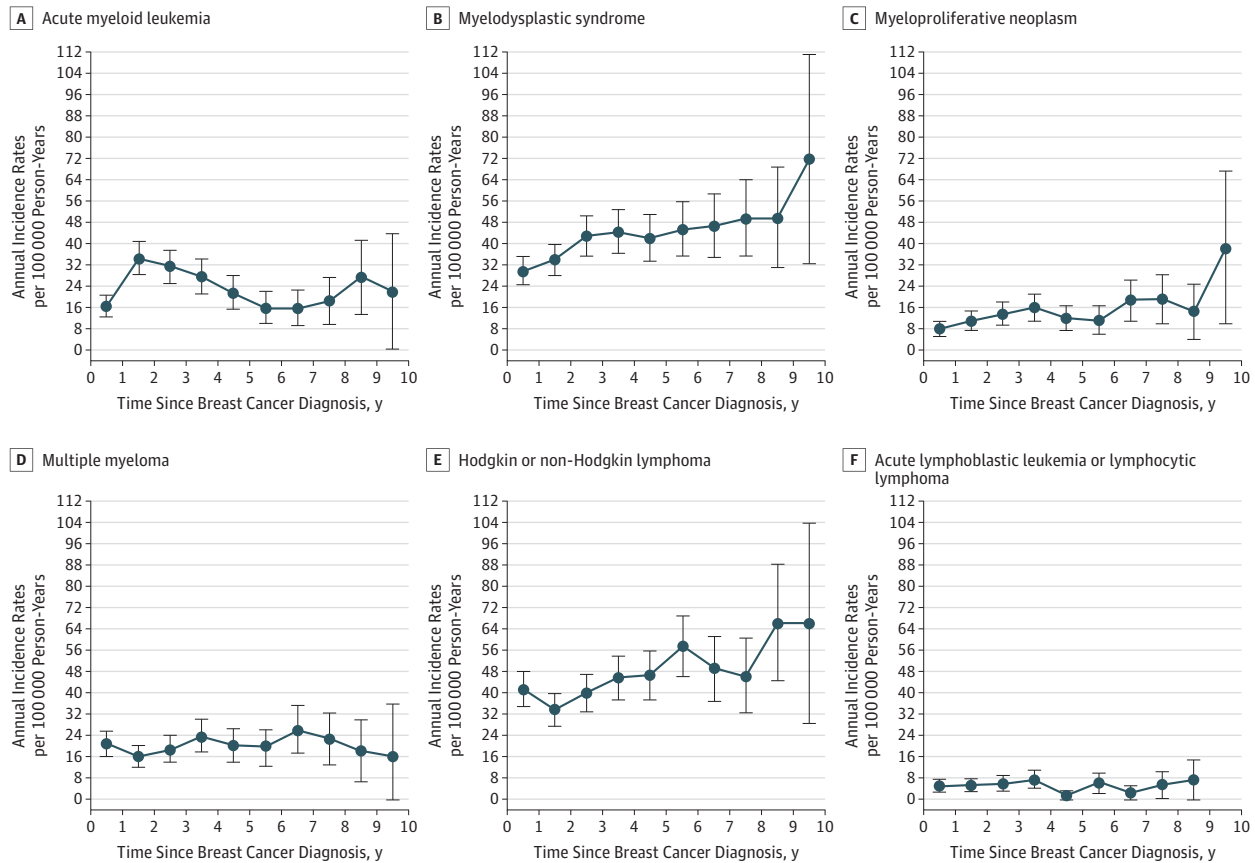 A Acute myeloid leukemia
Annual Incidence Rates
per 100 000 Person-Years
112
104
96
88
80
72
64
56
48
40
32
24
16
8
0
0 1 2 3 4 5 6 7 8 9 10
Time Since Breast Cancer Diagnosis, y
B Myelodysplastic syndrome
Annual Incidence Rates
per 100 000 Person-Years
112
104
96
88
80
72
64
56
48
40
32
24
16
8
0
0 1 2 3 4 5 6 7 8 9 10
Time Since Breast Cancer Diagnosis, y
C Myeloproliferative neoplasm
Annual Incidence Rates
per 100 000 Person-Years
112
104
96
88
80
72
64
56
48
40
32
24
16
8
0
0 1 2 3 4 5 6 7 8 9 10
Time Since Breast Cancer Diagnosis, y
D Multiple myeloma
Annual Incidence Rates
per 100 000 Person-Years
112
104
96
88
80
72
64
56
48
40
32
24
16
8
0
0 1 2 3 4 5 6 7 8 9 10
Time Since Breast Cancer Diagnosis, y
E Hodgkin or non-Hodgkin lymphoma
Annual Incidence Rates
per 100 000 Person-Years
112
104
96
88
80
72
64
56
48
40
32
24
16
8
0
0 1 2 3 4 5 6 7 8 9 10
Time Since Breast Cancer Diagnosis, y
F Acute lymphoblastic leukemia or lymphocytic
lymphoma
Annual Incidence Rates
per 100 000 Person-Years
112
104
96
88
80
72
64
56
48
40
32
24
16
8
0
0 1 2 3 4 5 6 7 8 9 10
Time Since Breast Cancer Diagnosis, y